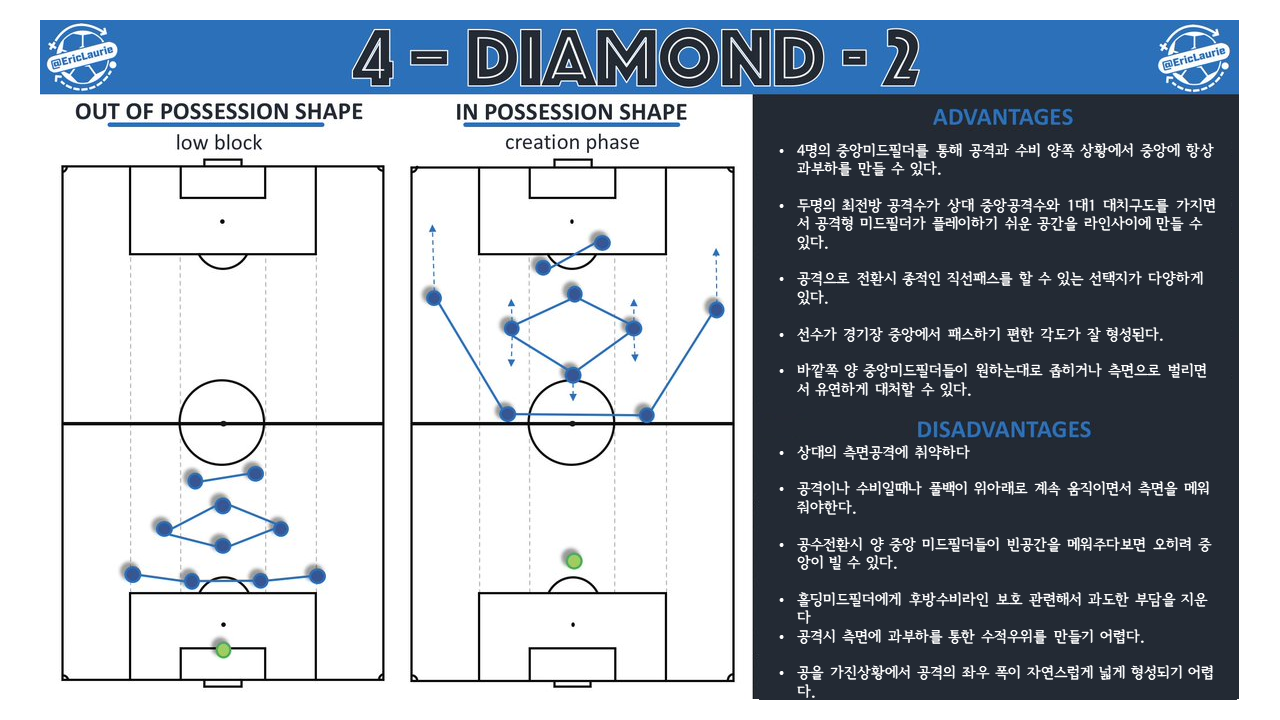 @EricLaurie
4 – DIAMOND - 2
@EricLaurie
OUT OF POSSESSION SHAPE
low block
IN POSSESSION SHAPE
creation phase
ADVANTAGES
• 4명의 중앙미드필더를 통해 공격과 수비 양쪽 상황에서 중앙에 항상
과부하를 만들 수 있다.
• 두명의 최전방 공격수가 상대 중앙공격수와 1대1 대치구도를 가지면
서 공격형 미드필더가 플레이하기 쉬운 공간을 라인사이에 만들 수
있다.
• 공격으로 전환시 종적인 직선패스를 할 수 있는 선택지가 다양하게
있다.
• 선수가 경기장 중앙에서 패스하기 편한 각도가 잘 형성된다.
• 바깥쪽 양 중앙미드필더들이 원하는대로 좁히거나 측면으로 벌리면
서 유연하게 대처할 수 있다.
DISADVANTAGES
• 상대의 측면공격에 취약하다
• 공격이나 수비일때나 풀백이 위아래로 계속 움직이면서 측면을 메워
줘야한다.
• 공수전환시 양 중앙 미드필더들이 빈공간을 메워주다보면 오히려 중
앙이 빌 수 있다.
• 홀딩미드필더에게 후방수비라인 보호 관련해서 과도한 부담을 지운
다
• 공격시 측면에 과부하를 통한 수적우위를 만들기 어렵다.
• 공을 가진상황에서 공격의 좌우 폭이 자연스럽게 넓게 형성되기 어렵
다.